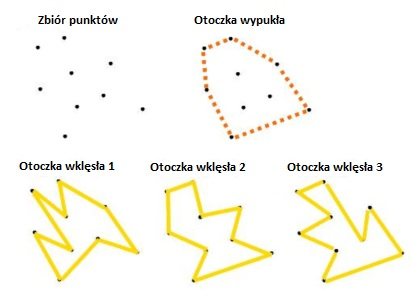 Zbiór punktów
Otoczka wypukła
Otoczka wklęsła 1
Otoczka wklęsła 2
Otoczka wklęsła 3